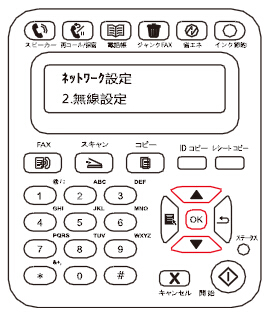 スピーカー 再コール/保留 電話帳 ジャンクFAX 省エネ インク節約
ﾈｯﾄﾜｰｸ設定
2.無線設定
FAX スキャン コピー IDコピー レシートコピー
@/: ABC DEF
1 2 3
GHI JKL MNO
4 5 6
OK
PQRS TUV WXYZ
7 8 9
ステータス
&+,
* 0 #
X
キャンセル 開始